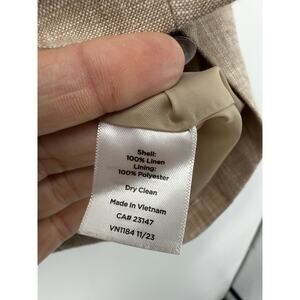 Shell:
100% Linen
Lining:
100% Polyester
Dry Clean
Made In Vietnam
CA# 23147
VN1184 11/23